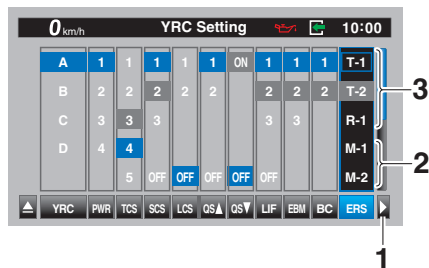 0 km/h YRC Setting 10:00
A 1 1 1 1 1 ON 1 1 1 T-1
B 2 2 2 2 2 2 2 2 T-2
3
C 3 3 3 3 3 R-1
D 4 4 M-1
2
5 OFF OFF OFF OFF OFF M-2
YRC PWR TCS SCS LCS QS▲ QS▼ LIF EBM BC ERS
1